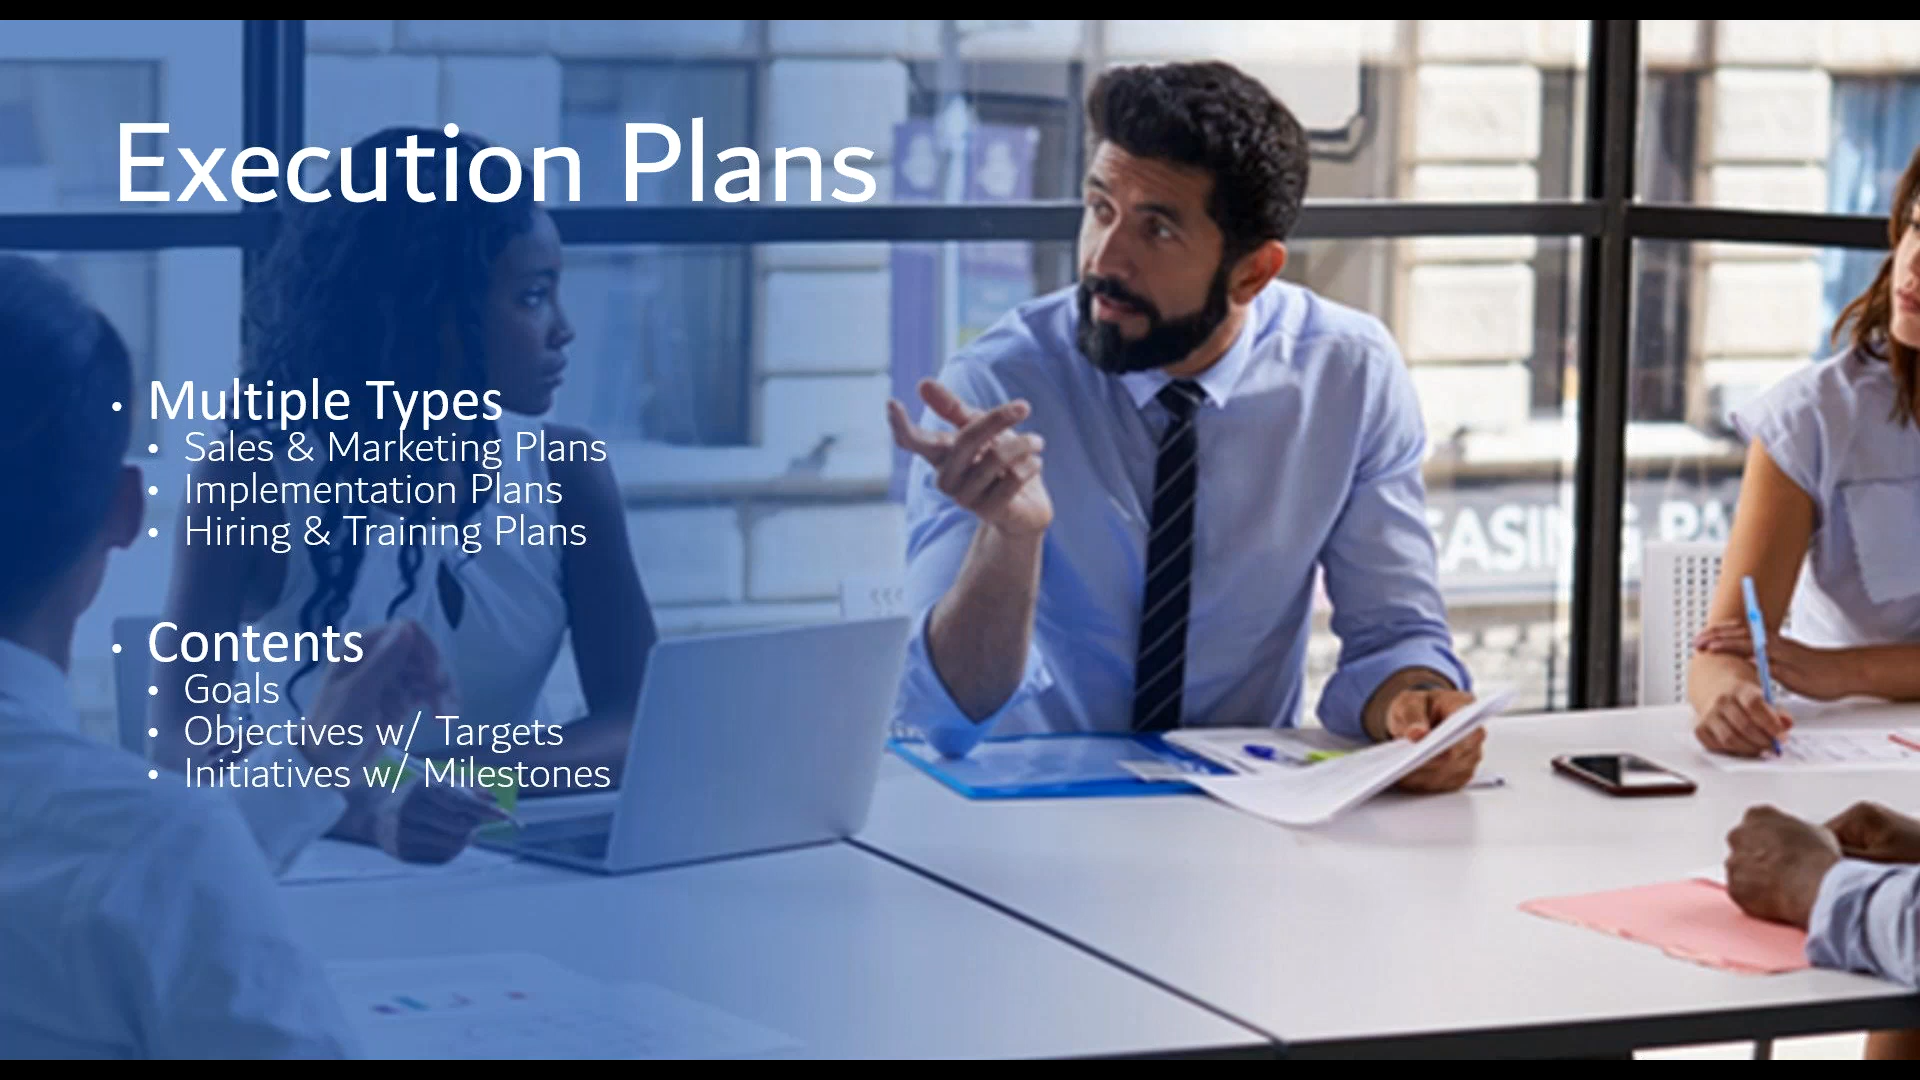 Execution Plans
• Multiple Types
• Sales & Marketing Plans
• Implementation Plans
• Hiring & Training Plans
• Contents
• Goals
• Objectives w/ Targets
• Initiatives w/ Milestones